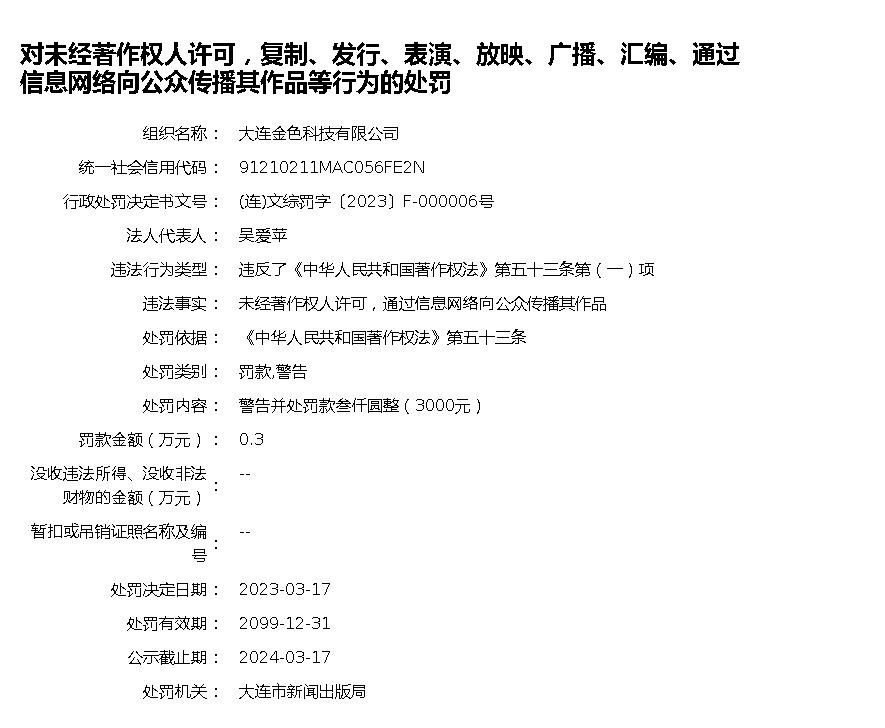 对未经著作权人许可，复制、发行、表演、放映、广播、汇编、通过
信息网络向公众传播其作品等行为的处罚
组织名称： 大连金色科技有限公司
统一社会信用代码： 91210211MAC056FE2N
行政处罚决定书文号： (连)文综罚字〔2023〕F-000006号
法人代表人： 吴爱苹
违法行为类型： 违反了《中华人民共和国著作权法》第五十三条第（一）项
违法事实： 未经著作权人许可，通过信息网络向公众传播其作品
处罚依据： 《中华人民共和国著作权法》第五十三条
处罚类别： 罚款,警告
处罚内容： 警告并处罚款叁仟圆整（3000元）
罚款金额（万元）： 0.3
没收违法所得、没收非法
财物的金额（万元）： --
暂扣或吊销证照名称及编
号： --
处罚决定日期： 2023-03-17
处罚有效期： 2099-12-31
公示截止期： 2024-03-17
处罚机关： 大连市新闻出版局